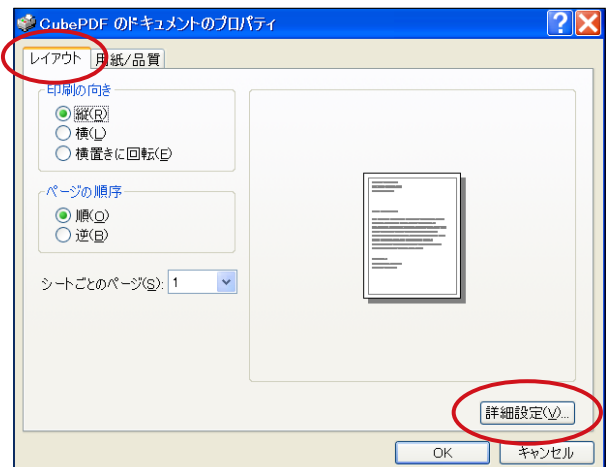 CubePDF のドキュメントのプロパティ
レイアウト 用紙/品質
印刷の向き
縦(R)
横(L)
横置きに回転(E)
ページの順序
順(O)
逆(B)
シートごとのページ(S): 1
詳細設定(V)...
OK キャンセル